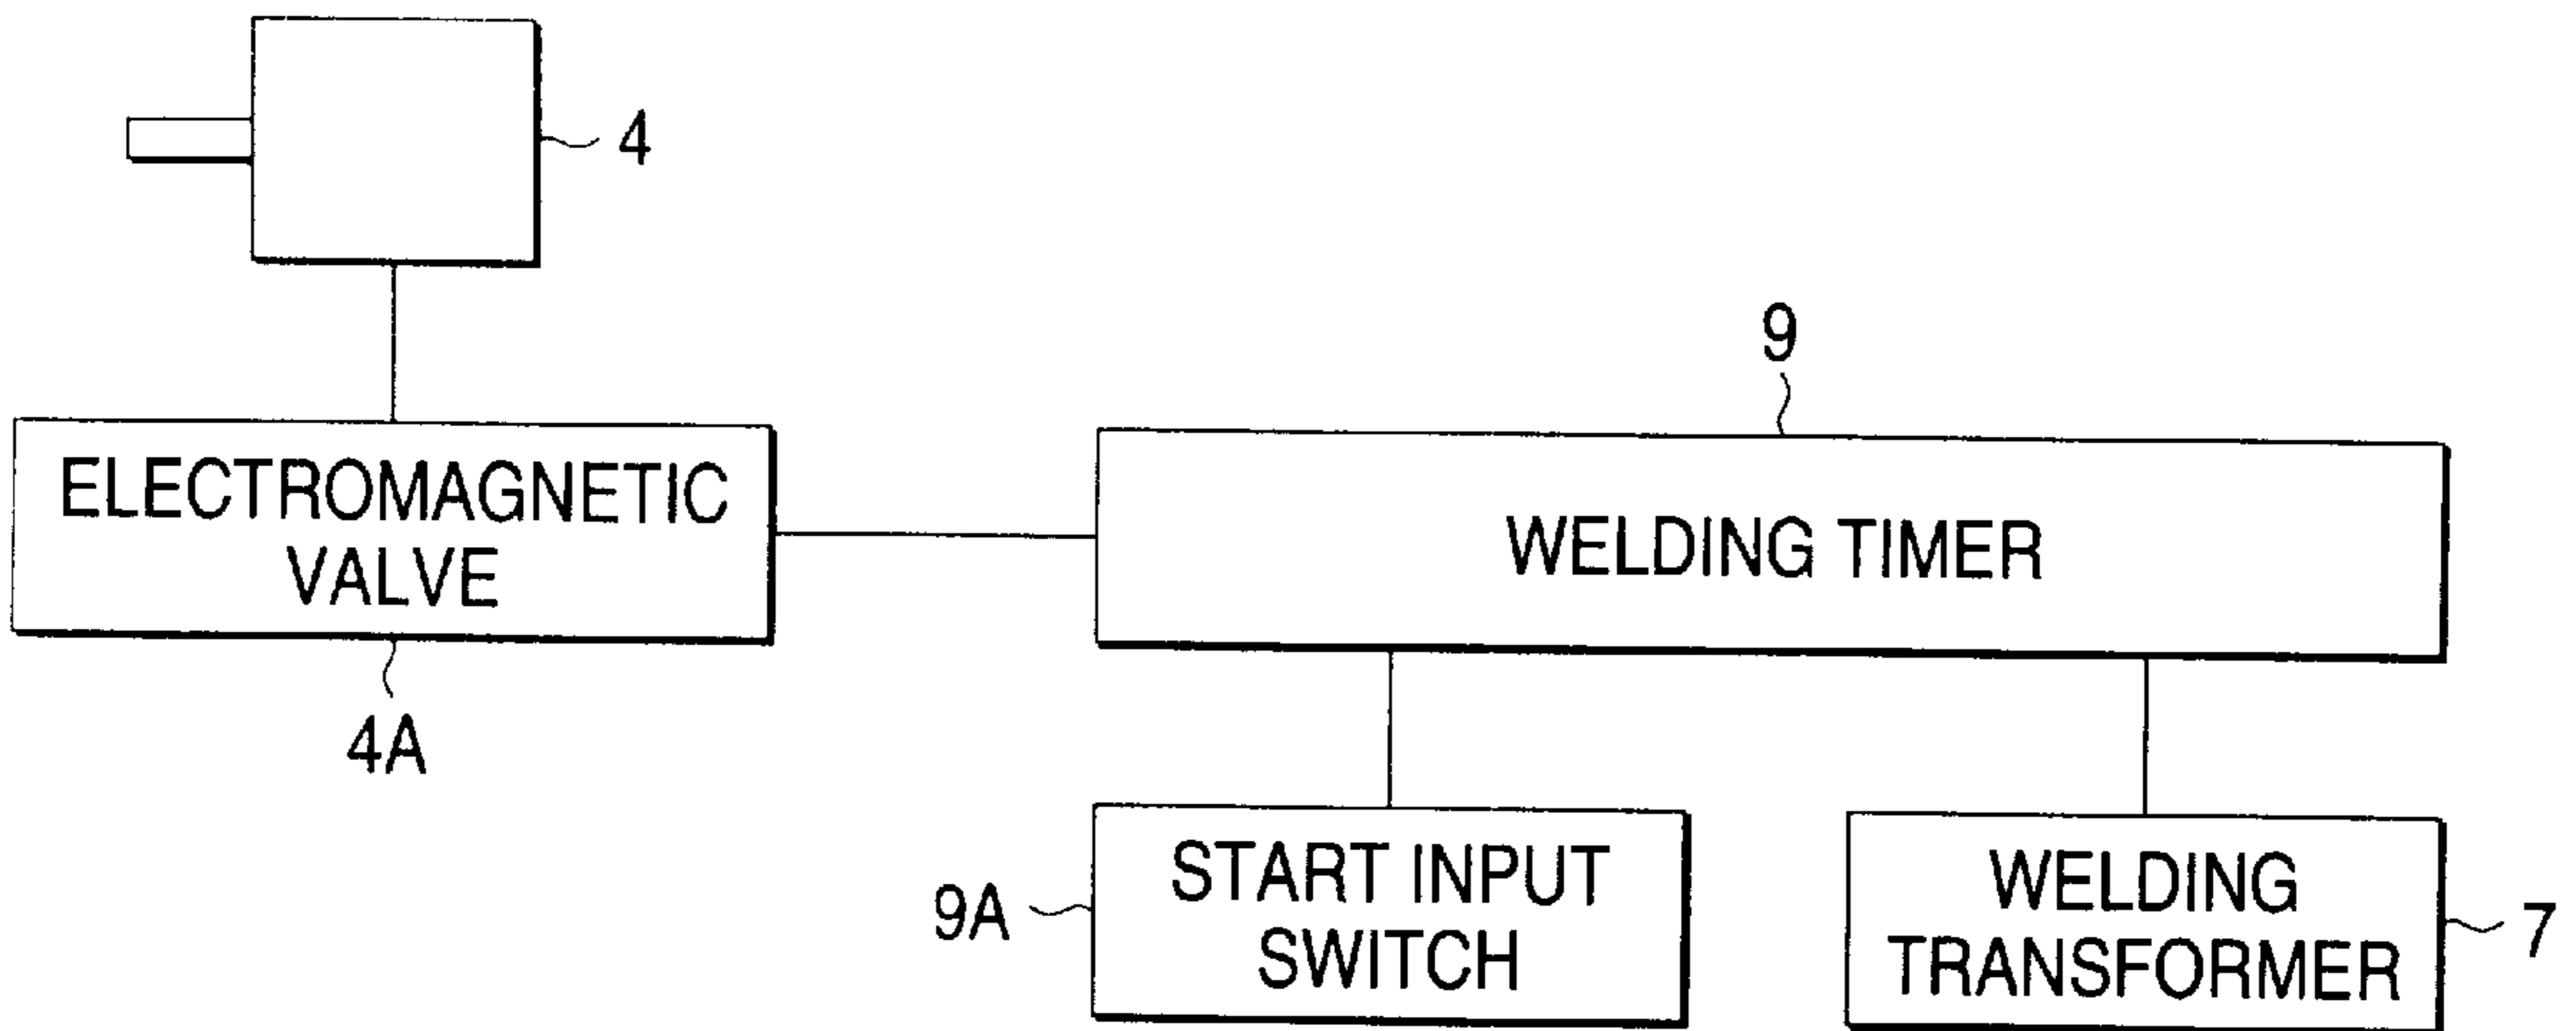 4
9
ELECTROMAGNETIC
VALVE
WELDING TIMER
4A
9A
START INPUT
SWITCH
WELDING
TRANSFORMER
7